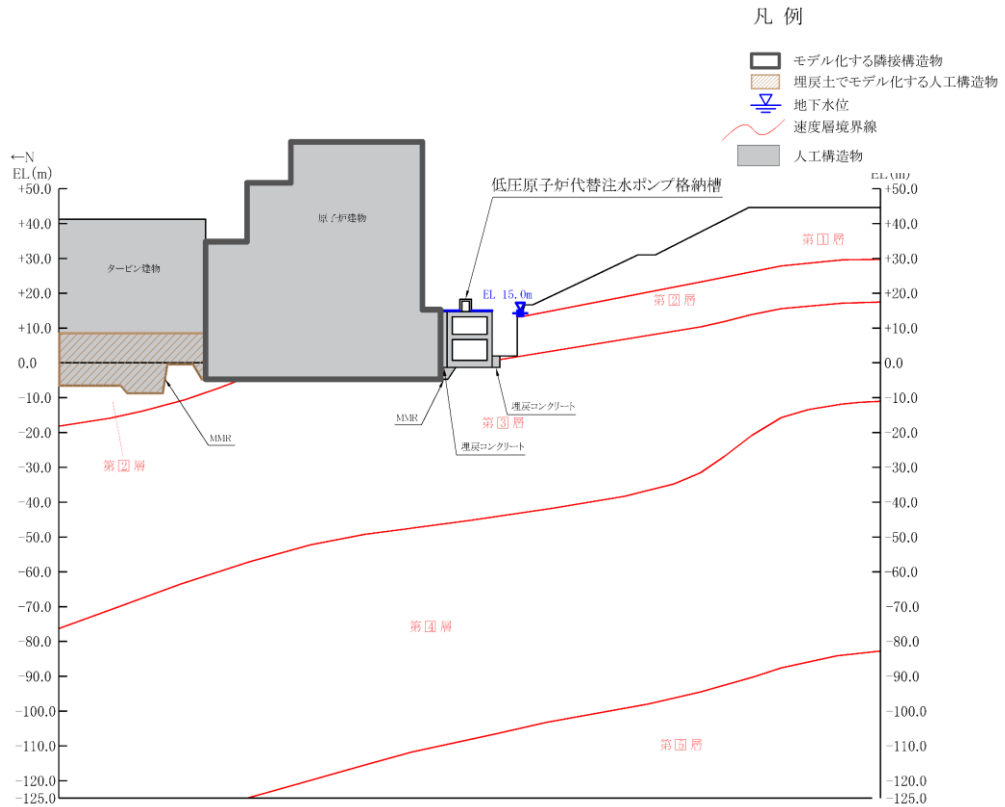 凡 例
モデル化する隣接構造物
埋戻土でモデル化する人工構造物
地下水位
速度層境界線
人工構造物
←N
EL(m)
EL(m)
低圧原子炉代替注水ポンプ格納槽
原子炉建物
タービン建物
EL 15.0m
第1層
第2層
第3層
第2層
第4層
第5層
MMR
MMR
埋戻コンクリート
埋戻コンクリート
+50.0
+40.0
+30.0
+20.0
+10.0
0.0
-10.0
-20.0
-30.0
-40.0
-50.0
-60.0
-70.0
-80.0
-90.0
-100.0
-110.0
-120.0
-125.0
+50.0
+40.0
+30.0
+20.0
+10.0
0.0
-10.0
-20.0
-30.0
-40.0
-50.0
-60.0
-70.0
-80.0
-90.0
-100.0
-110.0
-120.0
-125.0